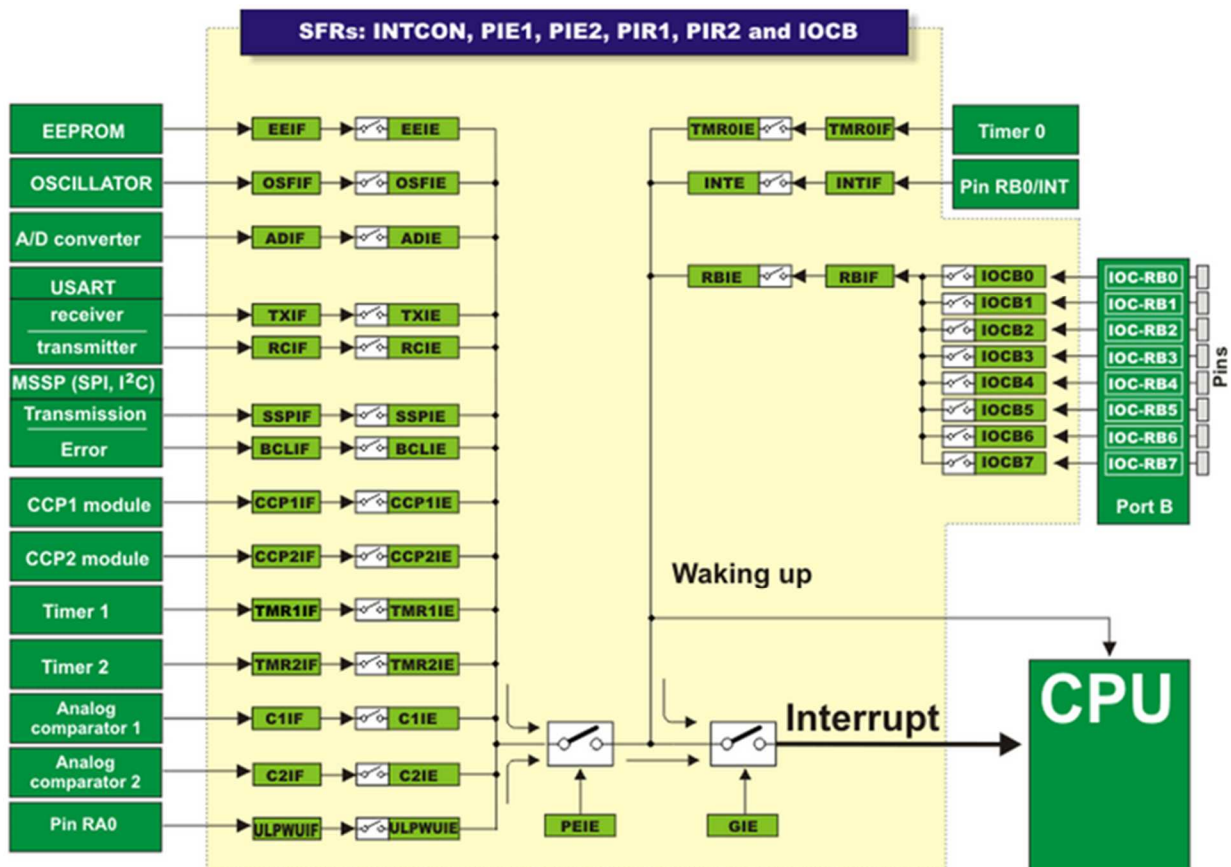 SFRs: INTCON, PIE1, PIE2, PIR1, PIR2 and IOCB
EEPROM EEIF EEIE TMR0IE TMR0IF Timer 0
OSCILLATOR OSFIF OSFIE INTE INTIF Pin RB0/INT
A/D converter ADIF ADIE
USART RBIE RBIF IOCB0 IOC-RB0
receiver TXIF TXIE IOCB1 IOC-RB1
transmitter RCIF RCIE IOCB2 IOC-RB2
IOCB3 IOC-RB3
MSSP (SPI, I²C) IOCB4 IOC-RB4
Transmission SSPIF SSPIE IOCB5 IOC-RB5
Error BCLIF BCLIE IOCB6 IOC-RB6
IOCB7 IOC-RB7
Pins
CCP1 module CCP1IF CCP1IE Port B
CCP2 module CCP2IF CCP2IE
Waking up
Timer 1 TMR1IF TMR1IE
Timer 2 TMR2IF TMR2IE
CPU
Analog
comparator 1 C1IF C1IE Interrupt
Analog
comparator 2 C2IF C2IE
Pin RA0 ULPWUIF ULPWUIE PEIE GIE